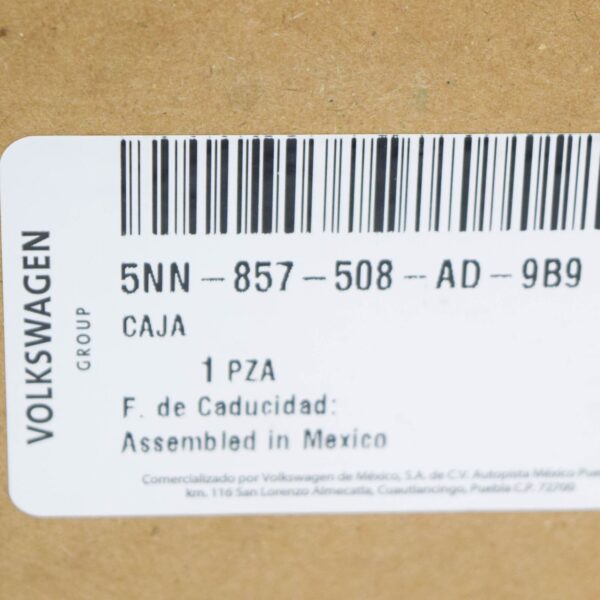 VOLKSWAGEN
GROUP
5NN-857-508-AD-9B9
CAJA
1 PZA
F. de Caducidad:
Assembled in Mexico
Comercializado por Volkswagen de México, S.A. de C.V. Autopista México Pue
km. 116 San Lorenzo Almecatla, Cuautlancingo, Puebla C.P. 72700